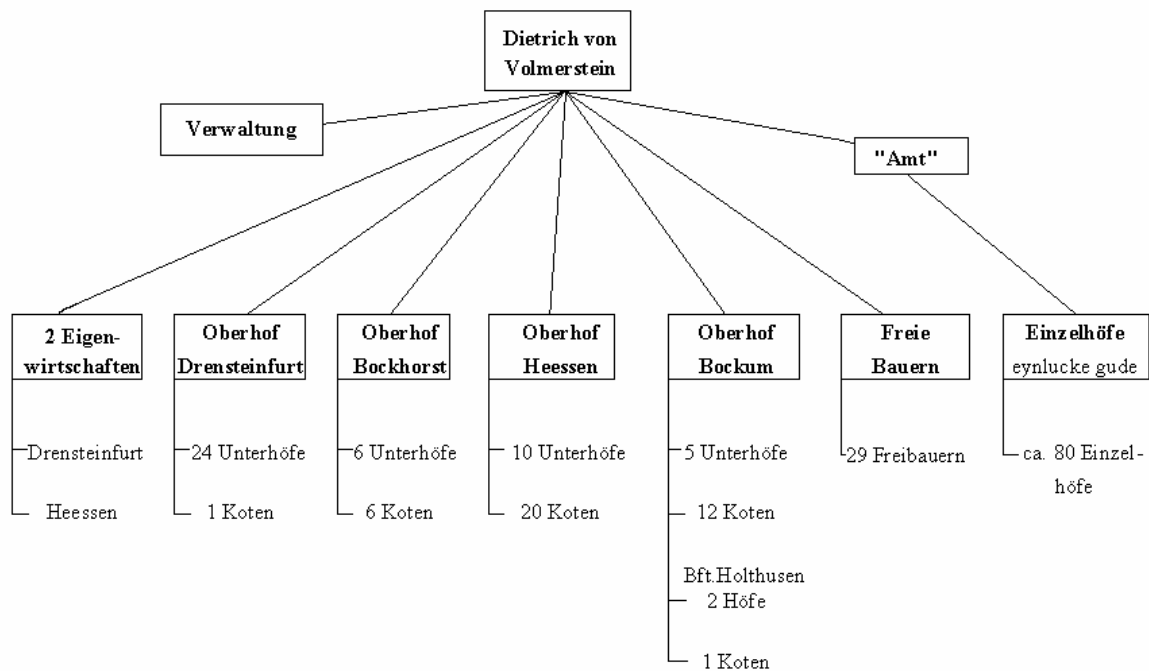 Dietrich von
Volmerstein
Verwaltung
"Amt"
2 Eigen-
wirtschaften
Drensteinfurt
Heessen
Oberhof
Drensteinfurt
24 Unterhöfe
1 Koten
Oberhof
Bockhorst
6 Unterhöfe
6 Koten
Oberhof
Heessen
10 Unterhöfe
20 Koten
Oberhof
Bockum
5 Unterhöfe
12 Koten
Bft.Holthusen
2 Höfe
1 Koten
Freie
Bauern
29 Freibauern
Einzelhöfe
eynlucke gude
ca. 80 Einzel-
höfe